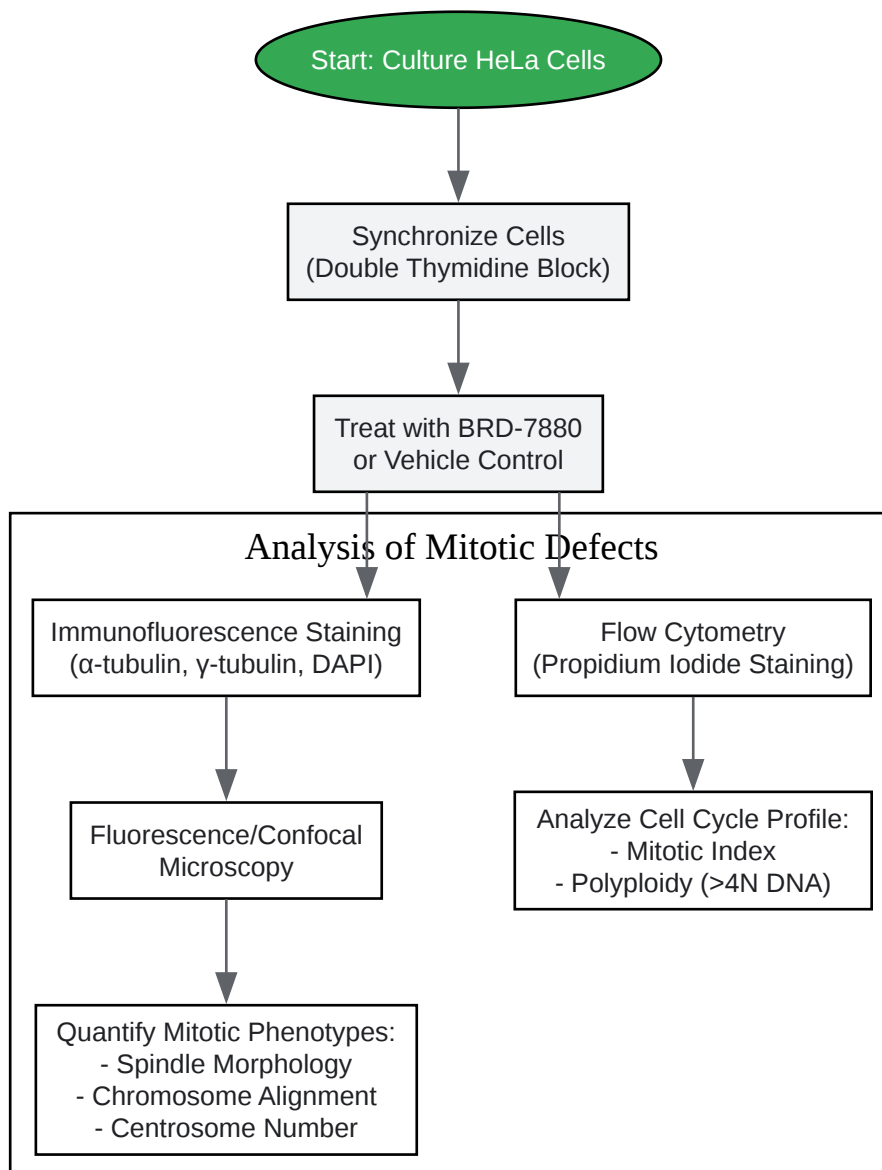 Start: Culture HeLa Cells
Synchronize Cells
(Double Thymidine Block)
Treat with BRD-7880
or Vehicle Control
Analysis of Mitotic Defects
Immunofluorescence Staining
(α-tubulin, γ-tubulin, DAPI)
Fluorescence/Confocal
Microscopy
Quantify Mitotic Phenotypes:
- Spindle Morphology
- Chromosome Alignment
- Centrosome Number
Flow Cytometry
(Propidium Iodide Staining)
Analyze Cell Cycle Profile:
- Mitotic Index
- Polyploidy (>4N DNA)